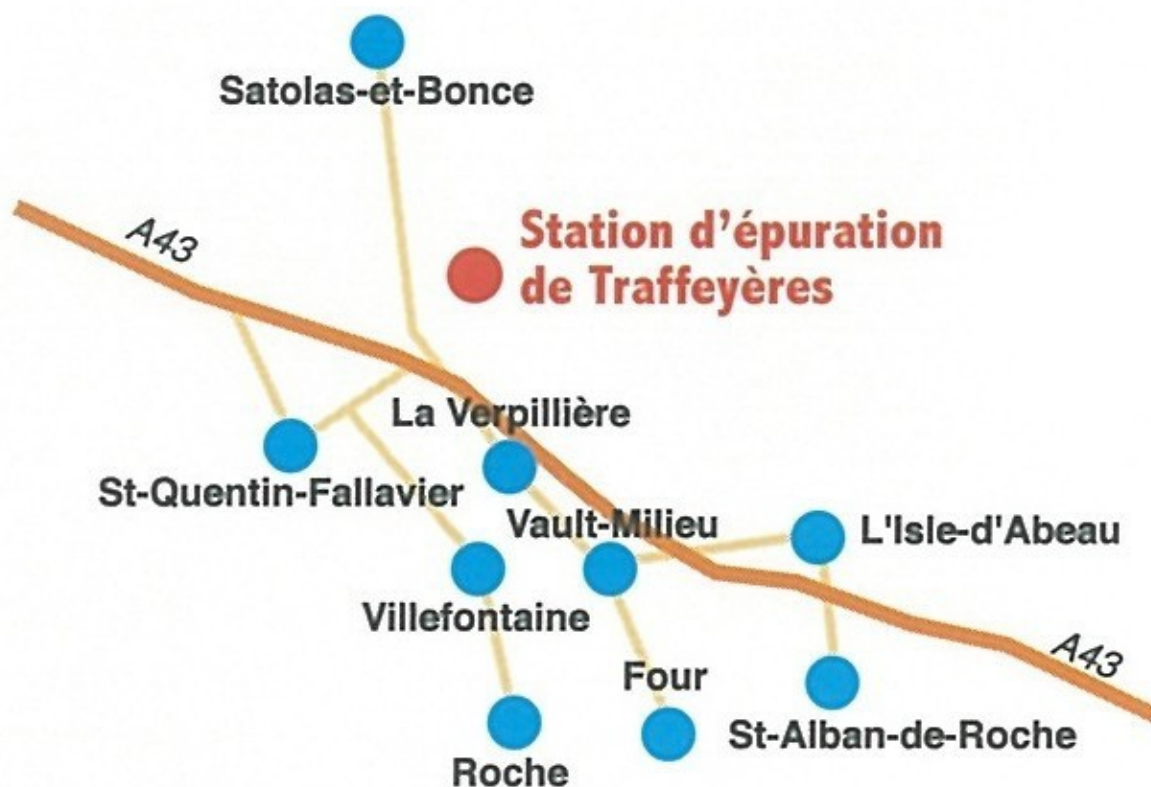 Satolas-et-Bonce
A43
Station d'épuration
de Traffeyères
La Verpillière
St-Quentin-Fallavier
Vault-Milieu
L'Isle-d'Abeau
Villefontaine
Four
A43
St-Alban-de-Roche
Roche